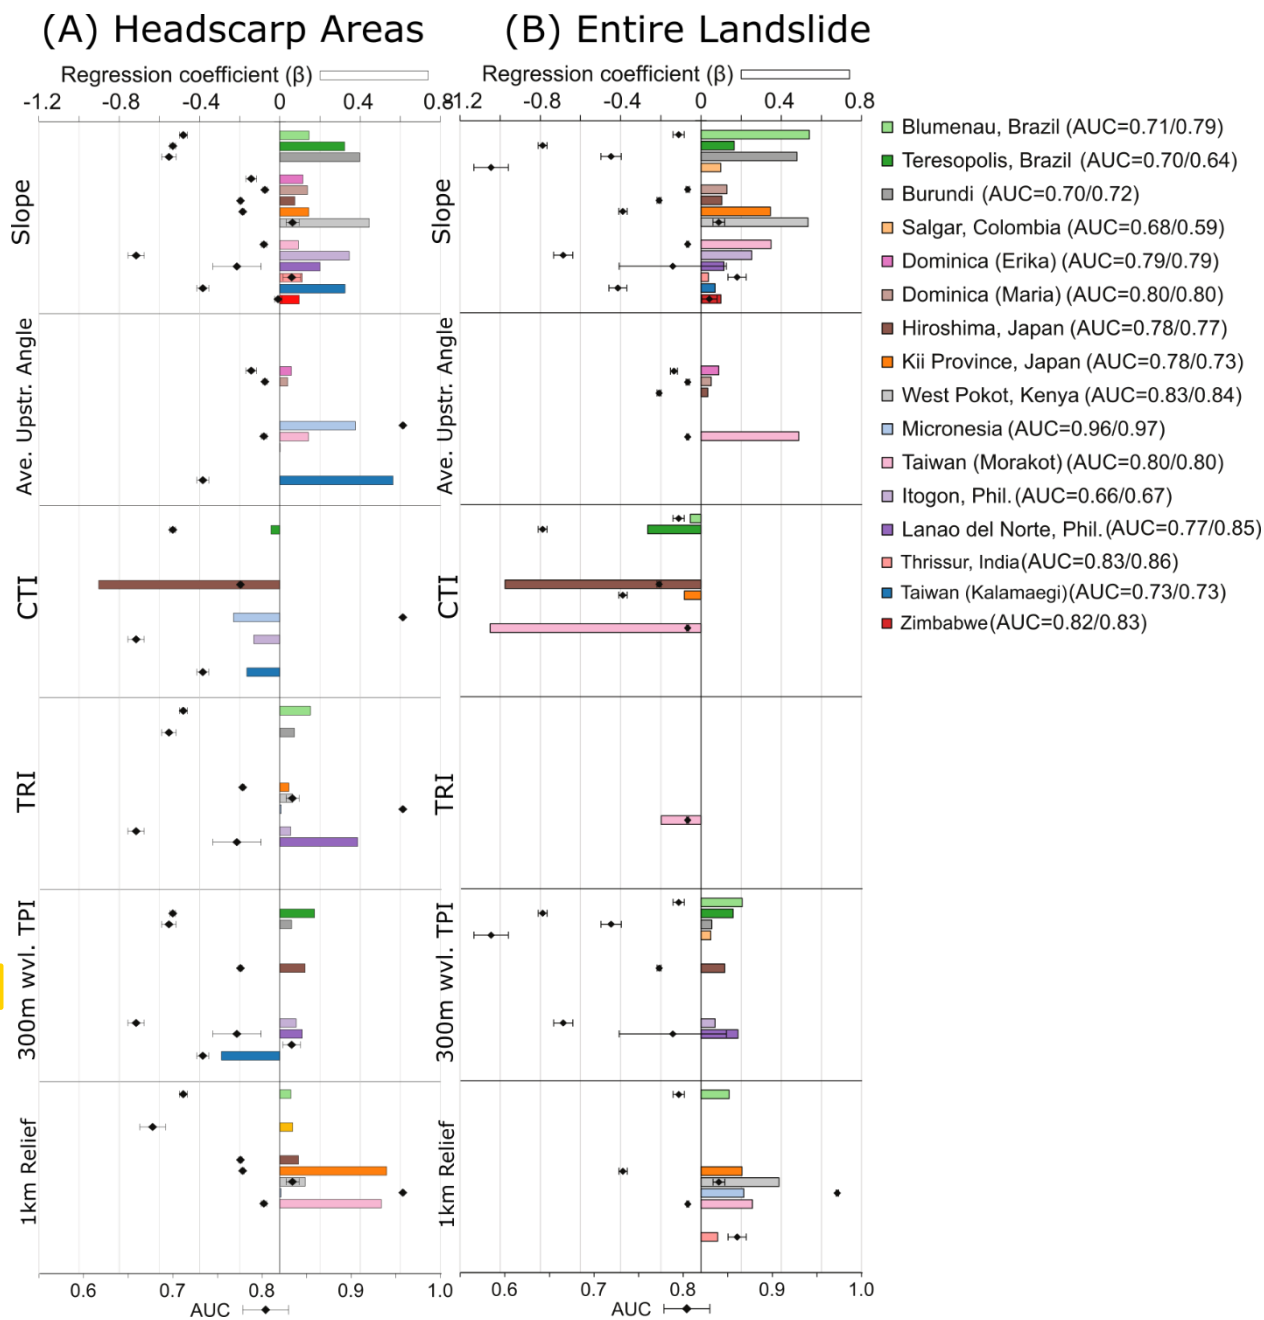 (A) Headscarp Areas
(B) Entire Landslide
Regression coefficient (β)
Regression coefficient (β)
-1.2 -0.8 -0.4 0 0.4 0.8
-1.2 -0.8 -0.4 0 0.4 0.8
Slope
Ave. Upstr. Angle
CTI
TRI
300m wvl. TPI
1km Relief
Slope
Ave. Upstr. Angle
CTI
TRI
300m wvl. TPI
1km Relief
0.6 0.7 0.8 0.9 1.0
0.6 0.7 0.8 0.9 1.0
AUC
AUC
Blumenau, Brazil (AUC=0.71/0.79)
Teresopolis, Brazil (AUC=0.70/0.64)
Burundi (AUC=0.70/0.72)
Salgar, Colombia (AUC=0.68/0.59)
Dominica (Erika) (AUC=0.79/0.79)
Dominica (Maria) (AUC=0.80/0.80)
Hiroshima, Japan (AUC=0.78/0.77)
Kii Province, Japan (AUC=0.78/0.73)
West Pokot, Kenya (AUC=0.83/0.84)
Micronesia (AUC=0.96/0.97)
Taiwan (Morakot) (AUC=0.80/0.80)
Itogon, Phil. (AUC=0.66/0.67)
Lanao del Norte, Phil. (AUC=0.77/0.85)
Thrissur, India (AUC=0.83/0.86)
Taiwan (Kalamaegi) (AUC=0.73/0.73)
Zimbabwe (AUC=0.82/0.83)